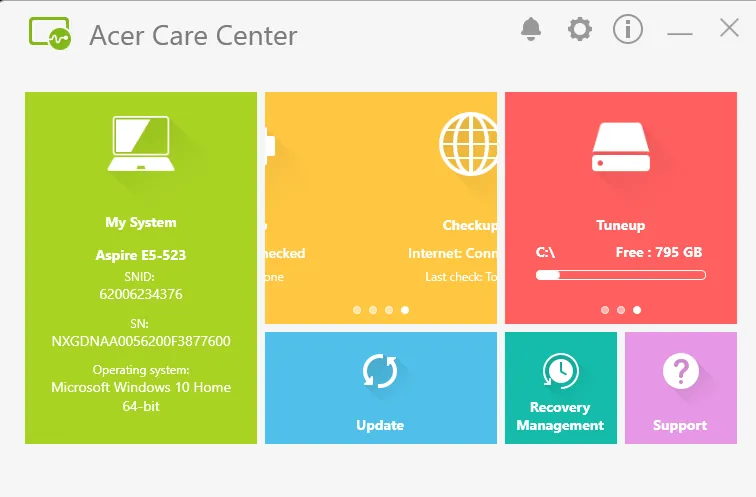 Acer Care Center
My System
Aspire E5-523
SNID:
62006234376
SN:
NXGDNAA0056200F3877600
Operating system:
Microsoft Windows 10 Home
64-bit
Checkup
Internet: Conn
Last check: To
Tuneup
C:\ Free : 795 GB
Update
Recovery
Management
Support